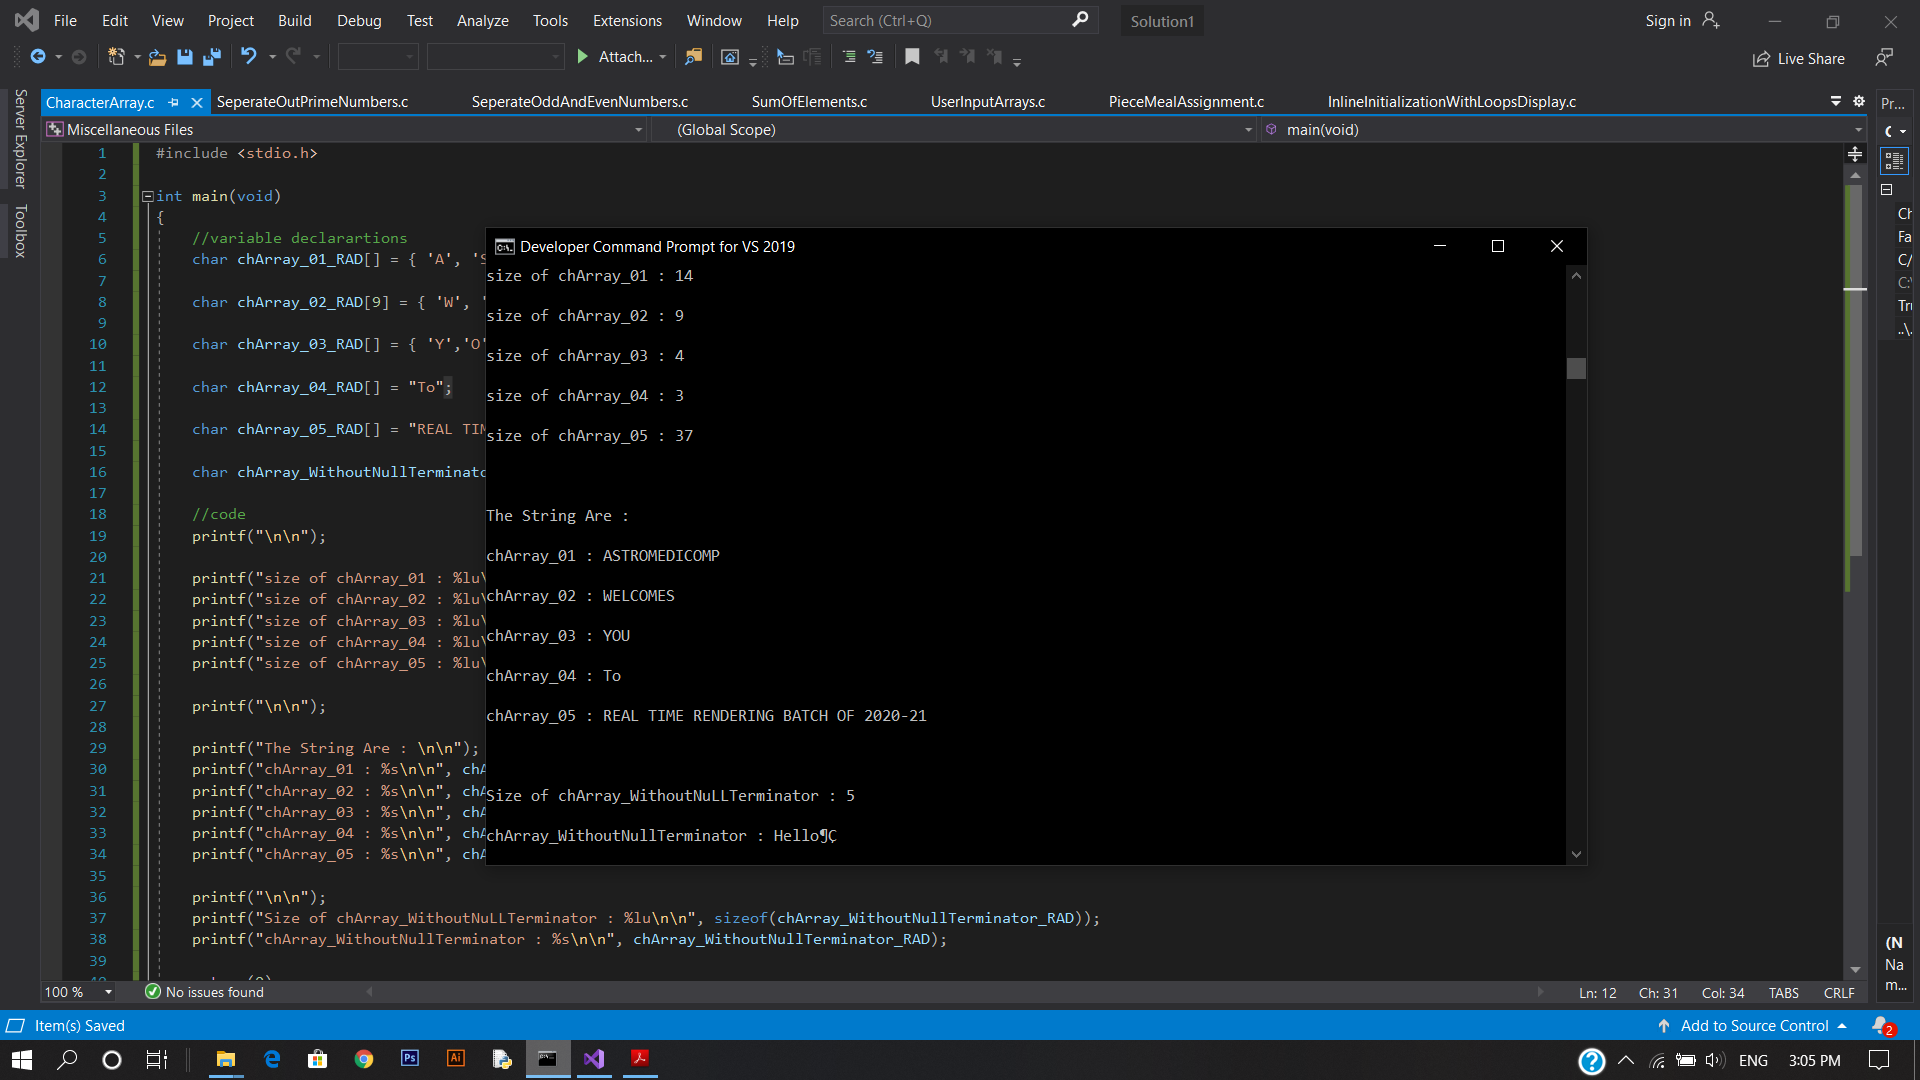 File Edit View Project Build Debug Test Analyze Tools Extensions Window Help Search (Ctrl+Q) Solution1 Sign in
Attach... Live Share
CharacterArray.c SeperateOutPrimeNumbers.c SeperateOddAndEvenNumbers.c SumOfElements.c UserInputArrays.c PieceMealAssignment.c InlineInitializationWithLoopsDisplay.c Pr...
Miscellaneous Files (Global Scope) main(void)
Server Explorer
Toolbox
1 #include <stdio.h>
2
3 int main(void)
4 {
5 //variable declarartions
6 char chArray_01_RAD[] = { 'A', 'S
7
8 char chArray_02_RAD[9] = { 'W', '
9
10 char chArray_03_RAD[] = { 'Y','O'
11
12 char chArray_04_RAD[] = "To";
13
14 char chArray_05_RAD[] = "REAL TIM
15
16 char chArray_WithoutNullTerminato
17
18 //code
19 printf("\n\n");
20
21 printf("size of chArray_01 : %lu\
22 printf("size of chArray_02 : %lu\
23 printf("size of chArray_03 : %lu\
24 printf("size of chArray_04 : %lu\
25 printf("size of chArray_05 : %lu\
26
27 printf("\n\n");
28
29 printf("The String Are : \n\n");
30 printf("chArray_01 : %s\n\n", chA
31 printf("chArray_02 : %s\n\n", chA
32 printf("chArray_03 : %s\n\n", chA
33 printf("chArray_04 : %s\n\n", chA
34 printf("chArray_05 : %s\n\n", chA
35
36 printf("\n\n");
37 printf("Size of chArray_WithoutNuLLTerminator : %lu\n\n", sizeof(chArray_WithoutNullTerminator_RAD));
38 printf("chArray_WithoutNullTerminator : %s\n\n", chArray_WithoutNullTerminator_RAD);
39
Developer Command Prompt for VS 2019
size of chArray_01 : 14
size of chArray_02 : 9
size of chArray_03 : 4
size of chArray_04 : 3
size of chArray_05 : 37
The String Are :
chArray_01 : ASTROMEDICOMP
chArray_02 : WELCOMES
chArray_03 : YOU
chArray_04 : To
chArray_05 : REAL TIME RENDERING BATCH OF 2020-21
Size of chArray_WithoutNuLLTerminator : 5
chArray_WithoutNullTerminator : Hello¶Ç
Ch
Fa
C/
C:\
Tru
..\.
(N
Na
m...
100 % No issues found Ln: 12 Ch: 31 Col: 34 TABS CRLF
Item(s) Saved Add to Source Control 2
Ps Ai ENG 3:05 PM